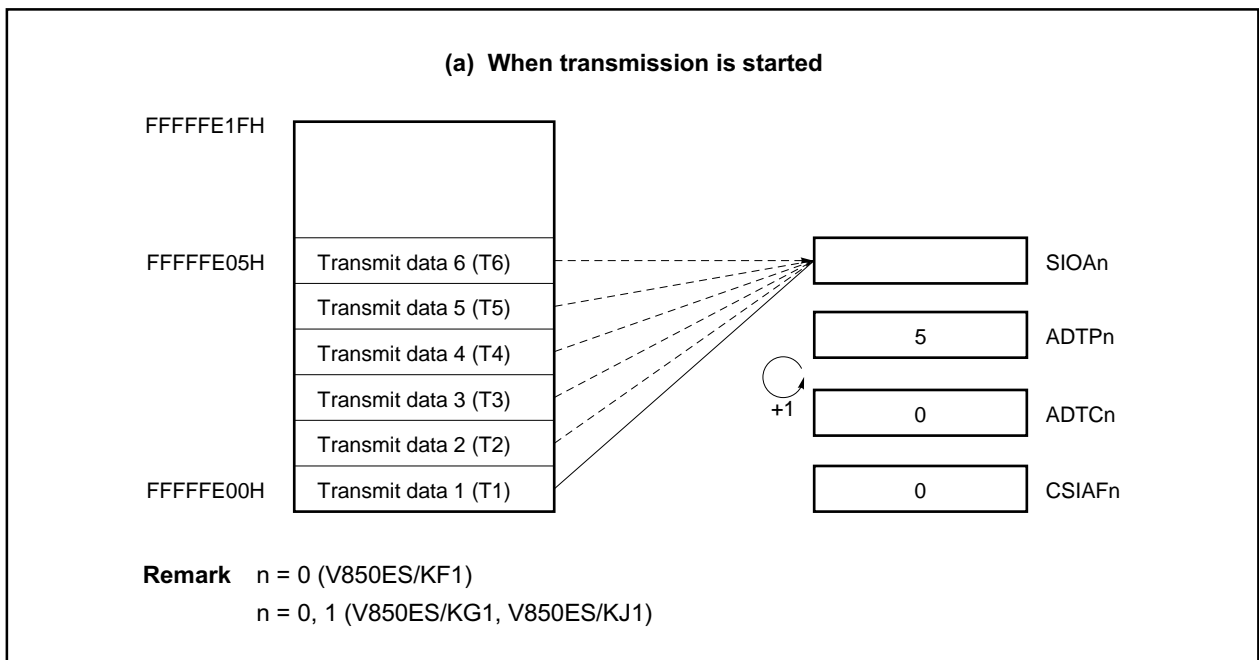 (a) When transmission is started
FFFFFE1FH
FFFFFE05H Transmit data 6 (T6) SIOAn
Transmit data 5 (T5)
5 ADTPn
Transmit data 4 (T4)
Transmit data 3 (T3)
+1
0 ADTCn
Transmit data 2 (T2)
FFFFFE00H Transmit data 1 (T1) 0 CSIAFn
Remark n = 0 (V850ES/KF1)
n = 0, 1 (V850ES/KG1, V850ES/KJ1)